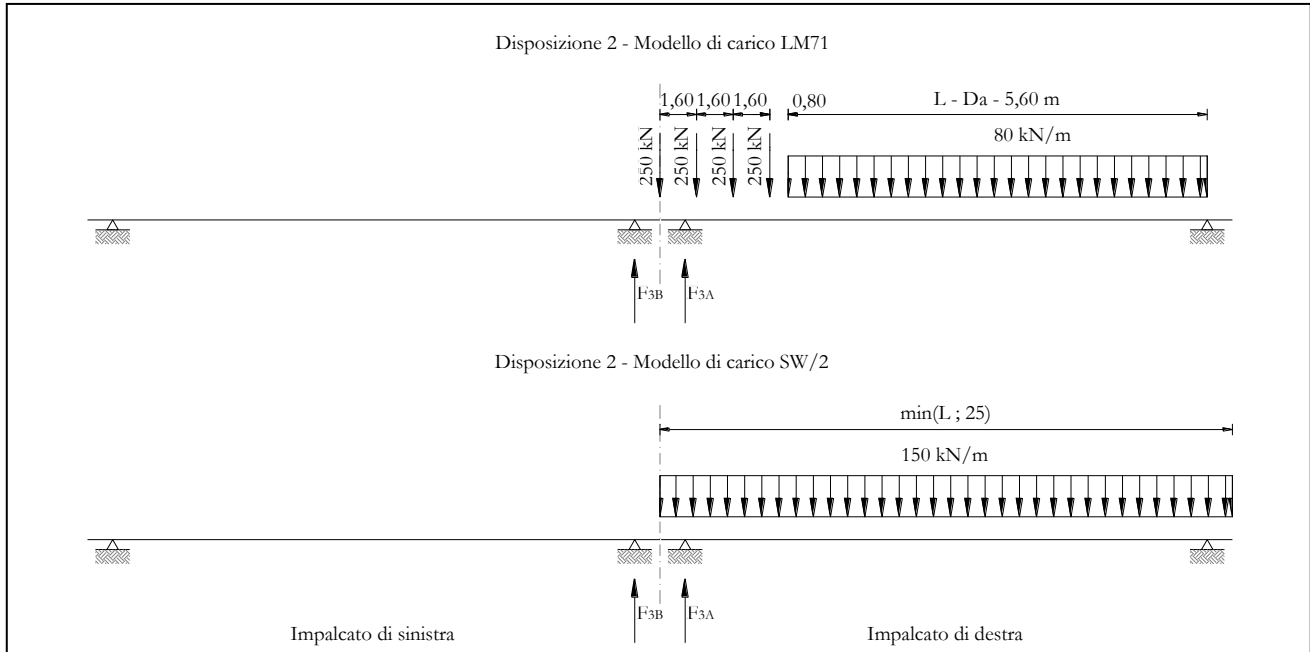 Disposizione 2 - Modello di carico LM71
1,60 1,60 1,60 0,80 L - Da - 5,60 m
250 kN 250 kN 250 kN 250 kN 80 kN/m
F3B F3A
Disposizione 2 - Modello di carico SW/2
min(L ; 25)
150 kN/m
F3B F3A
Impalcato di sinistra Impalcato di destra